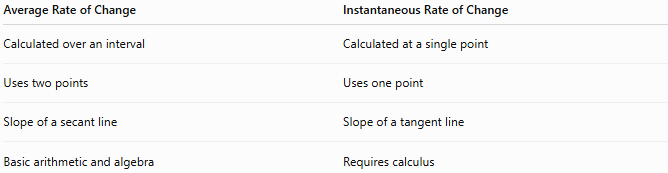 Average Rate of Change Instantaneous Rate of Change
Calculated over an interval Calculated at a single point
Uses two points Uses one point
Slope of a secant line Slope of a tangent line
Basic arithmetic and algebra Requires calculus